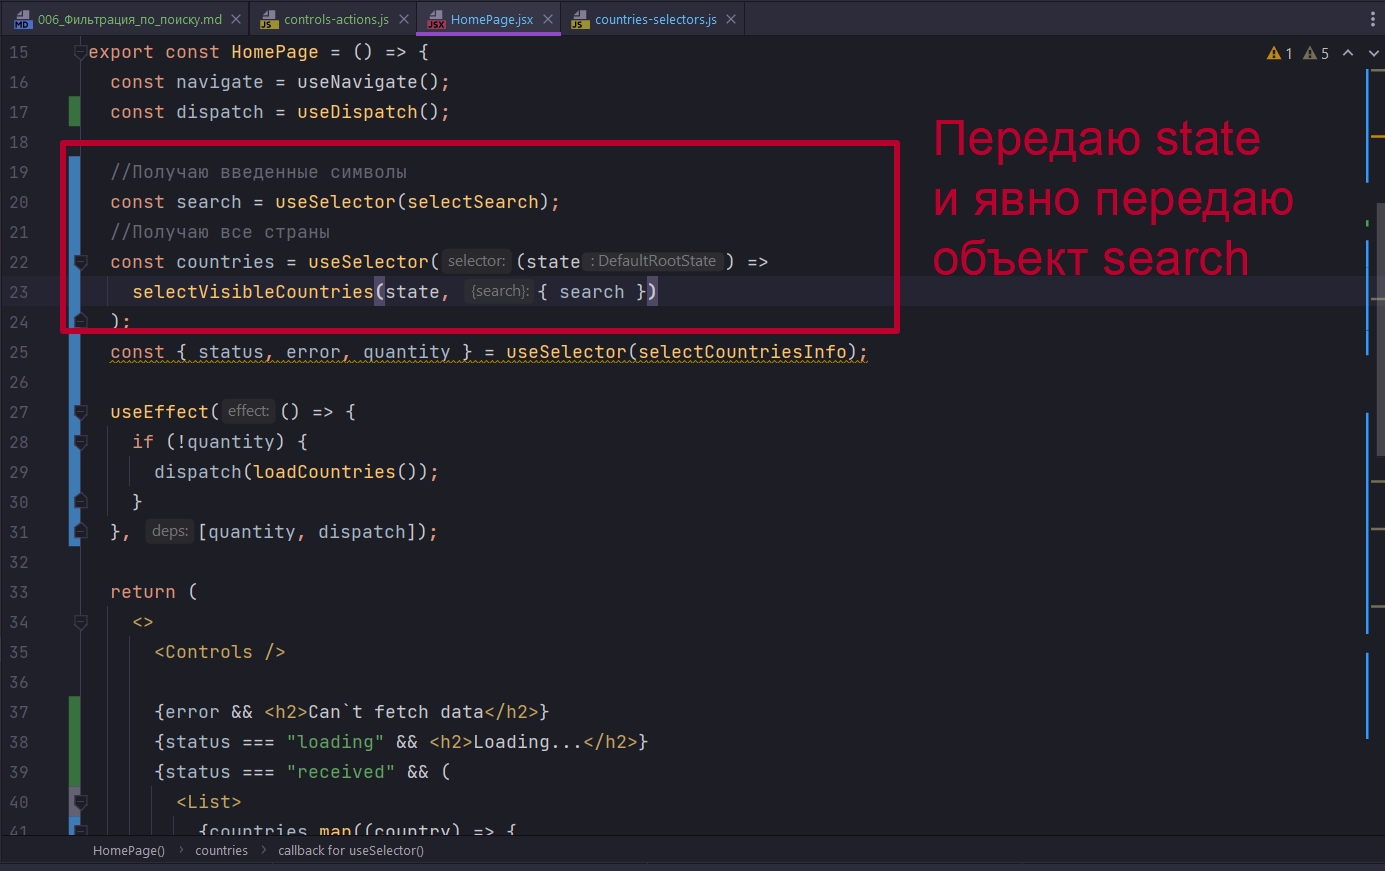 006_Фильтрация_по_поиску.md controls-actions.js HomePage.jsx countries-selectors.js
15 export const HomePage = () => {
1 5
16 const navigate = useNavigate();
17 const dispatch = useDispatch();
18
19 //Получаю введенные символы
20 const search = useSelector(selectSearch);
21 //Получаю все страны
22 const countries = useSelector( selector: (state : DefaultRootState ) =>
23 selectVisibleCountries(state, {search}: { search })
24 );
25 const { status, error, quantity } = useSelector(selectCountriesInfo);
26
27 useEffect( effect: () => {
28 if (!quantity) {
29 dispatch(loadCountries());
30 }
31 }, deps: [quantity, dispatch]);
32
33 return (
34 <>
35 <Controls />
36
37 {error && <h2>Can`t fetch data</h2>}
38 {status === "loading" && <h2>Loading...</h2>}
39 {status === "received" && (
40 <List>
41 {countries.map((country) => {
Передаю state
и явно передаю
объект search
HomePage() › countries › callback for useSelector()